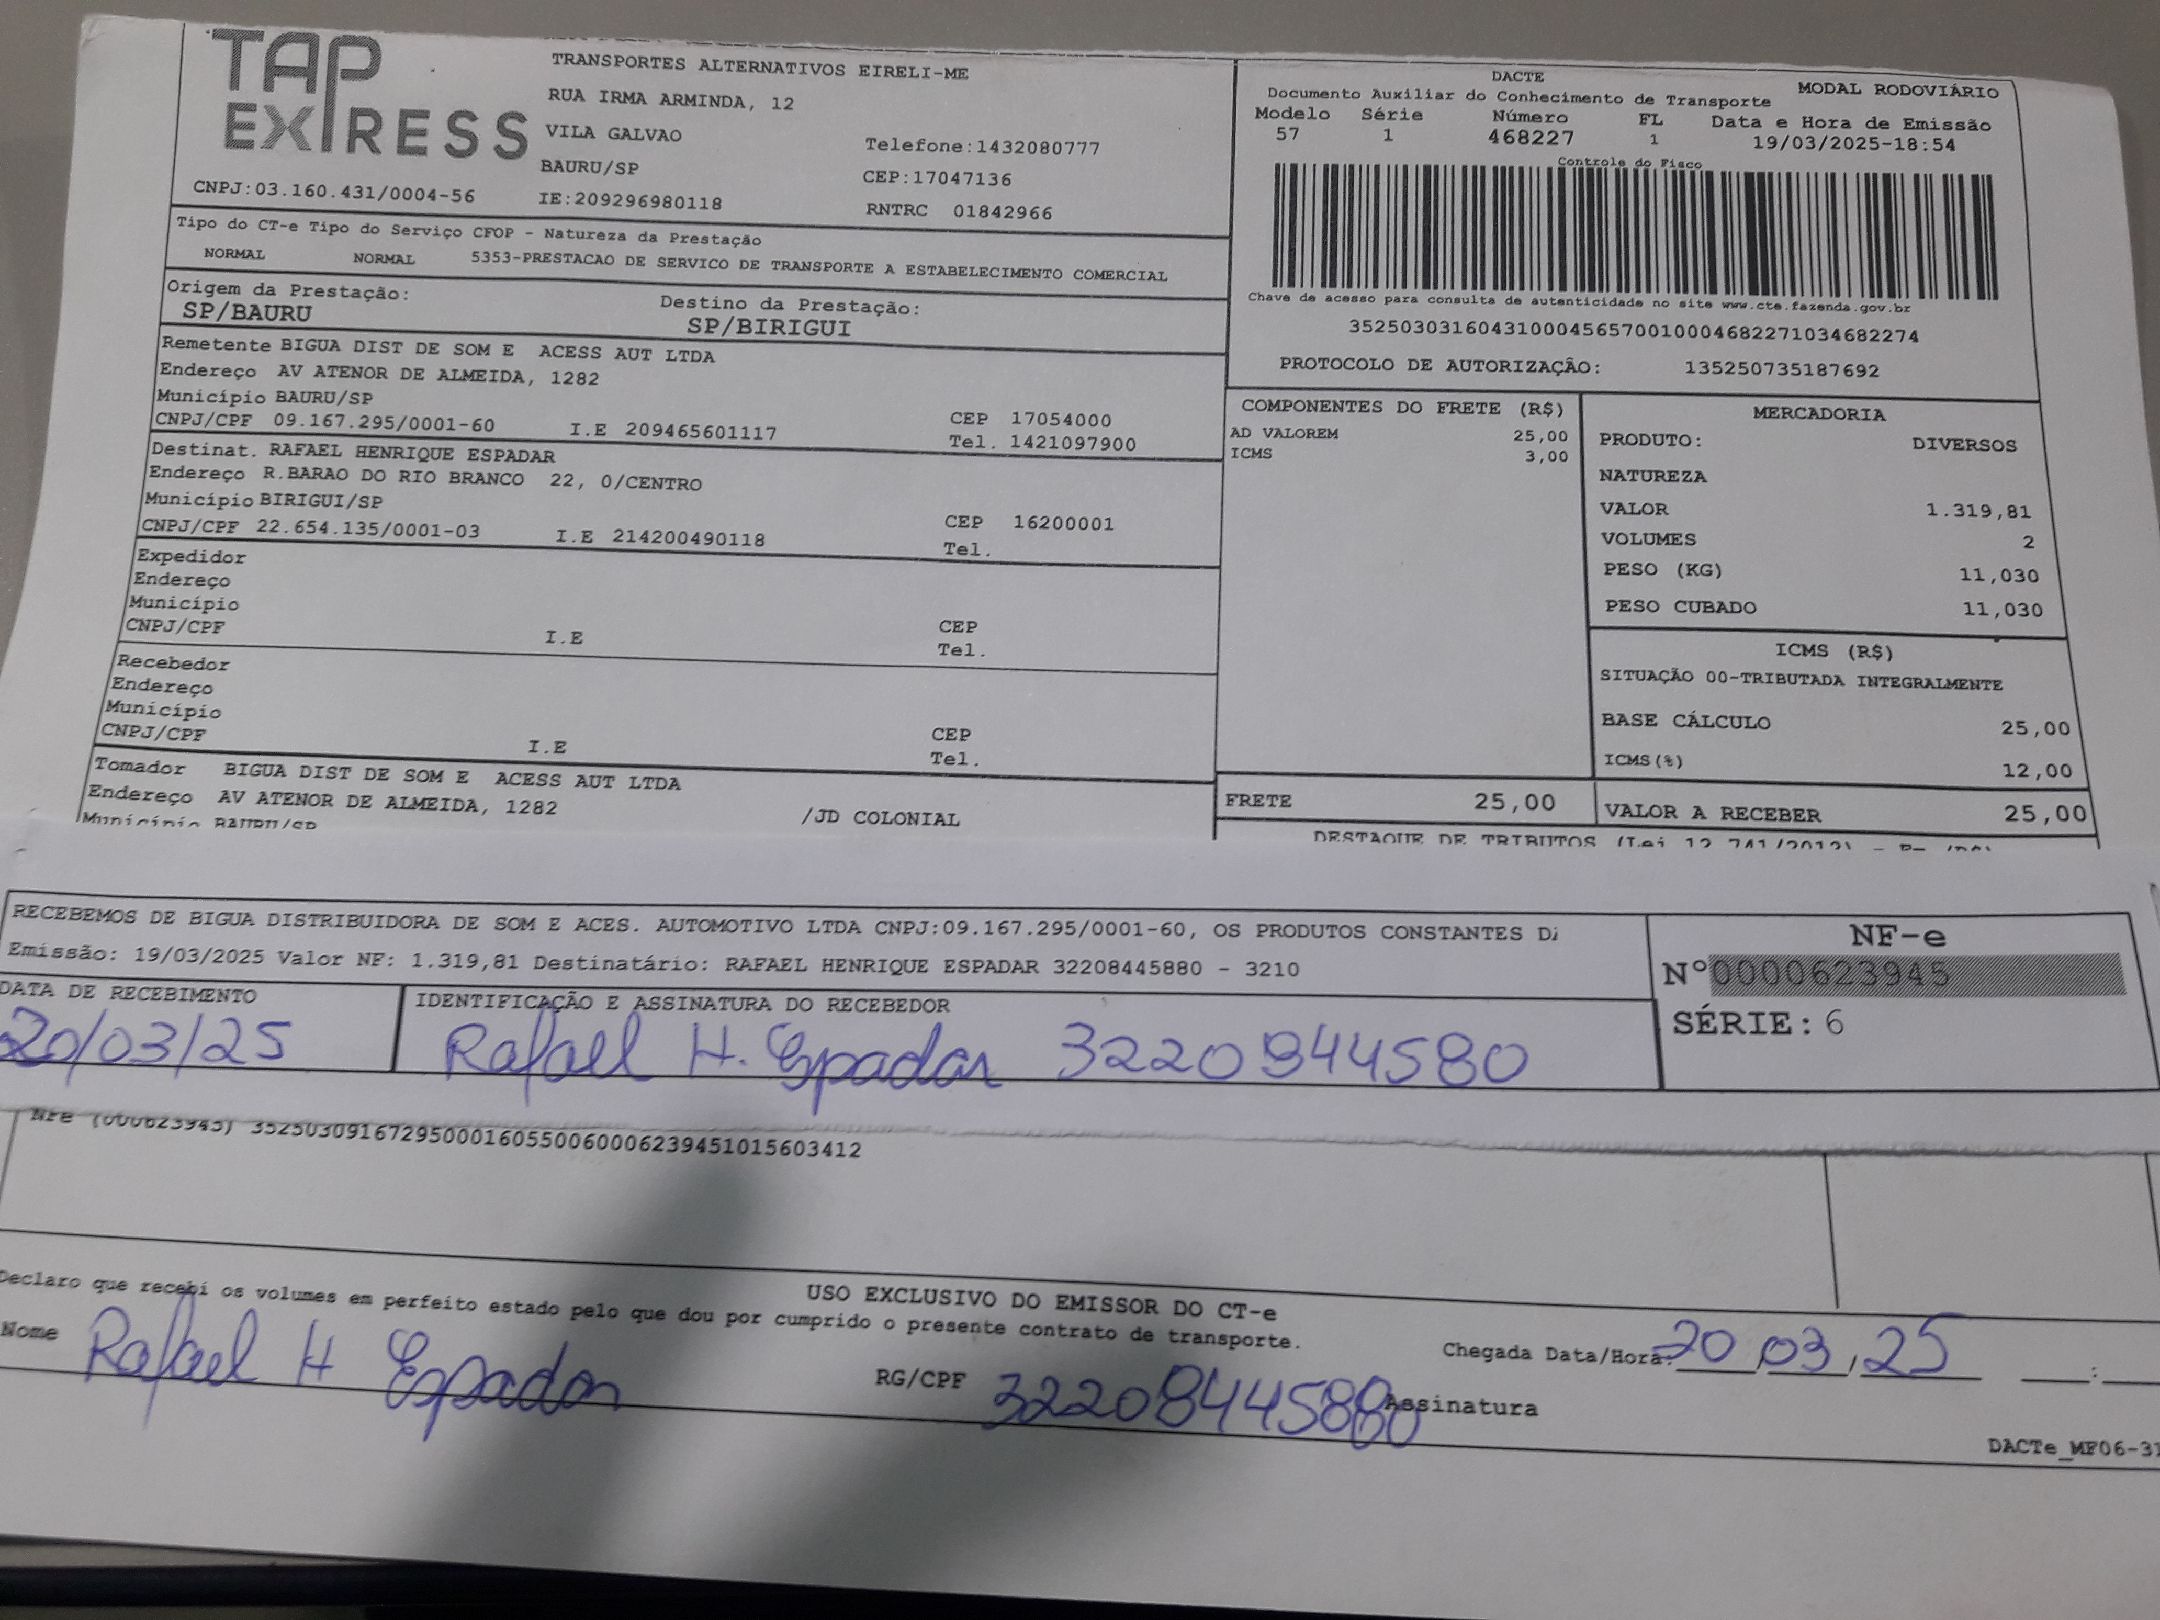 TAP
EXPRESS
TRANSPORTES ALTERNATIVOS EIRELI-ME
RUA IRMA ARMINDA, 12
VILA GALVAO
Telefone:1432080777
BAURU/SP
CEP:17047136
CNPJ:03.160.431/0004-56 IE:209296980118
RNTRC 01842966
DACTE
MODAL RODOVIÁRIO
Documento Auxiliar do Conhecimento de Transporte
Modelo Série Número FL Data e Hora de Emissão
57 1 468227 1 19/03/2025-18:54
Controle do Fisco
Chave de acesso para consulta de autenticidade no site www.cte.fazenda.gov.br
35250303160431000456570010004682271034682274
PROTOCOLO DE AUTORIZAÇÃO: 135250735187692
Tipo do CT-e Tipo do Serviço CFOP - Natureza da Prestação
NORMAL NORMAL 5353-PRESTACAO DE SERVICO DE TRANSPORTE A ESTABELECIMENTO COMERCIAL
Origem da Prestação: Destino da Prestação:
SP/BAURU SP/BIRIGUI
Remetente BIGUA DIST DE SOM E ACESS AUT LTDA
Endereço AV ATENOR DE ALMEIDA, 1282
Município BAURU/SP CEP 17054000
CNPJ/CPF 09.167.295/0001-60 I.E 209465601117 Tel. 1421097900
Destinat. RAFAEL HENRIQUE ESPADAR
Endereço R.BARAO DO RIO BRANCO 22, 0/CENTRO
Município BIRIGUI/SP CEP 16200001
CNPJ/CPF 22.654.135/0001-03 I.E 214200490118 Tel.
Expedidor
Endereço
Município CEP
CNPJ/CPF I.E Tel.
Recebedor
Endereço
Município CEP
CNPJ/CPF I.E Tel.
Tomador BIGUA DIST DE SOM E ACESS AUT LTDA
Endereço AV ATENOR DE ALMEIDA, 1282 /JD COLONIAL
Município BAURU/SP
COMPONENTES DO FRETE (R$)
AD VALOREM 25,00
ICMS 3,00
FRETE 25,00
MERCADORIA
PRODUTO: DIVERSOS
NATUREZA
VALOR 1.319,81
VOLUMES 2
PESO (KG) 11,030
PESO CUBADO 11,030
ICMS (R$)
SITUAÇÃO 00-TRIBUTADA INTEGRALMENTE
BASE CÁLCULO 25,00
ICMS(%) 12,00
VALOR A RECEBER 25,00
DESTAQUE DE TRIBUTOS (Lei 12.741/2012)
RECEBEMOS DE BIGUA DISTRIBUIDORA DE SOM E ACES. AUTOMOTIVO LTDA CNPJ:09.167.295/0001-60, OS PRODUTOS CONSTANTES
Emissão: 19/03/2025 Valor NF: 1.319,81 Destinatário: RAFAEL HENRIQUE ESPADAR 32208445880 - 3210
DATA DE RECEBIMENTO IDENTIFICAÇÃO E ASSINATURA DO RECEBEDOR
20/03/25 Rafael H. Espadar 3220844580
NF-e
Nº0000623945
SÉRIE: 6
Nfe (000623945) 35250309167295000160550060006239451015603412
USO EXCLUSIVO DO EMISSOR DO CT-e
Declaro que recebi os volumes em perfeito estado pelo que dou por cumprido o presente contrato de transporte.
Nome Rafael H Espadar RG/CPF 32208445880 Assinatura
Chegada Data/Hora: 20/03/25 :
DACTe_MF06-31